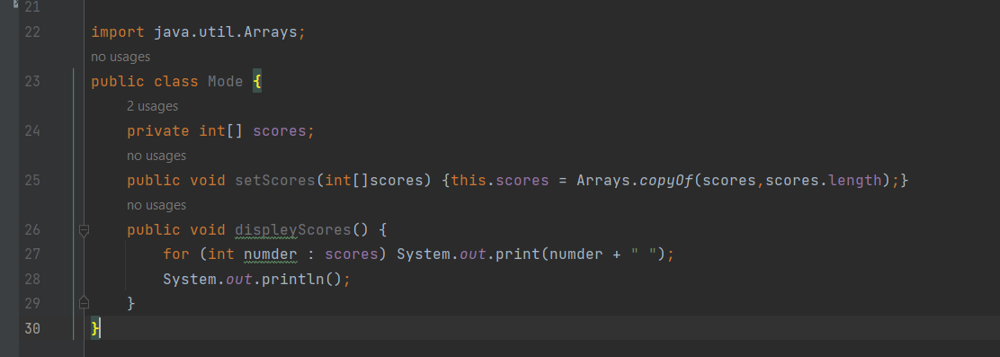 21
22 import java.util.Arrays;
no usages
23 public class Mode {
2 usages
24 private int[] scores;
no usages
25 public void setScores(int[]scores) {this.scores = Arrays.copyOf(scores,scores.length);}
no usages
26 public void displeyScores() {
27 for (int numder : scores) System.out.print(numder + " ");
28 System.out.println();
29 }
30 }